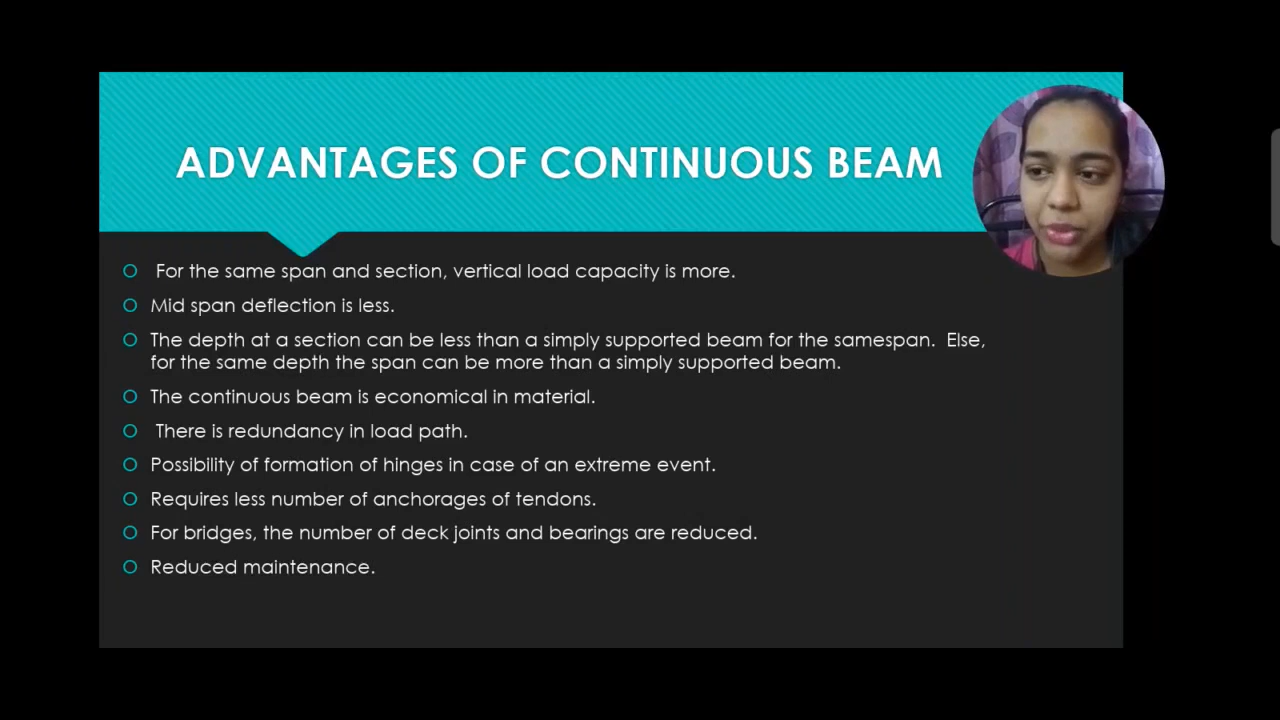 ADVANTAGES OF CONTINUOUS BEAM
For the same span and section, vertical load capacity is more.
Mid span deflection is less.
The depth at a section can be less than a simply supported beam for the samespan. Else,
for the same depth the span can be more than a simply supported beam.
The continuous beam is economical in material.
There is redundancy in load path.
Possibility of formation of hinges in case of an extreme event.
Requires less number of anchorages of tendons.
For bridges, the number of deck joints and bearings are reduced.
Reduced maintenance.